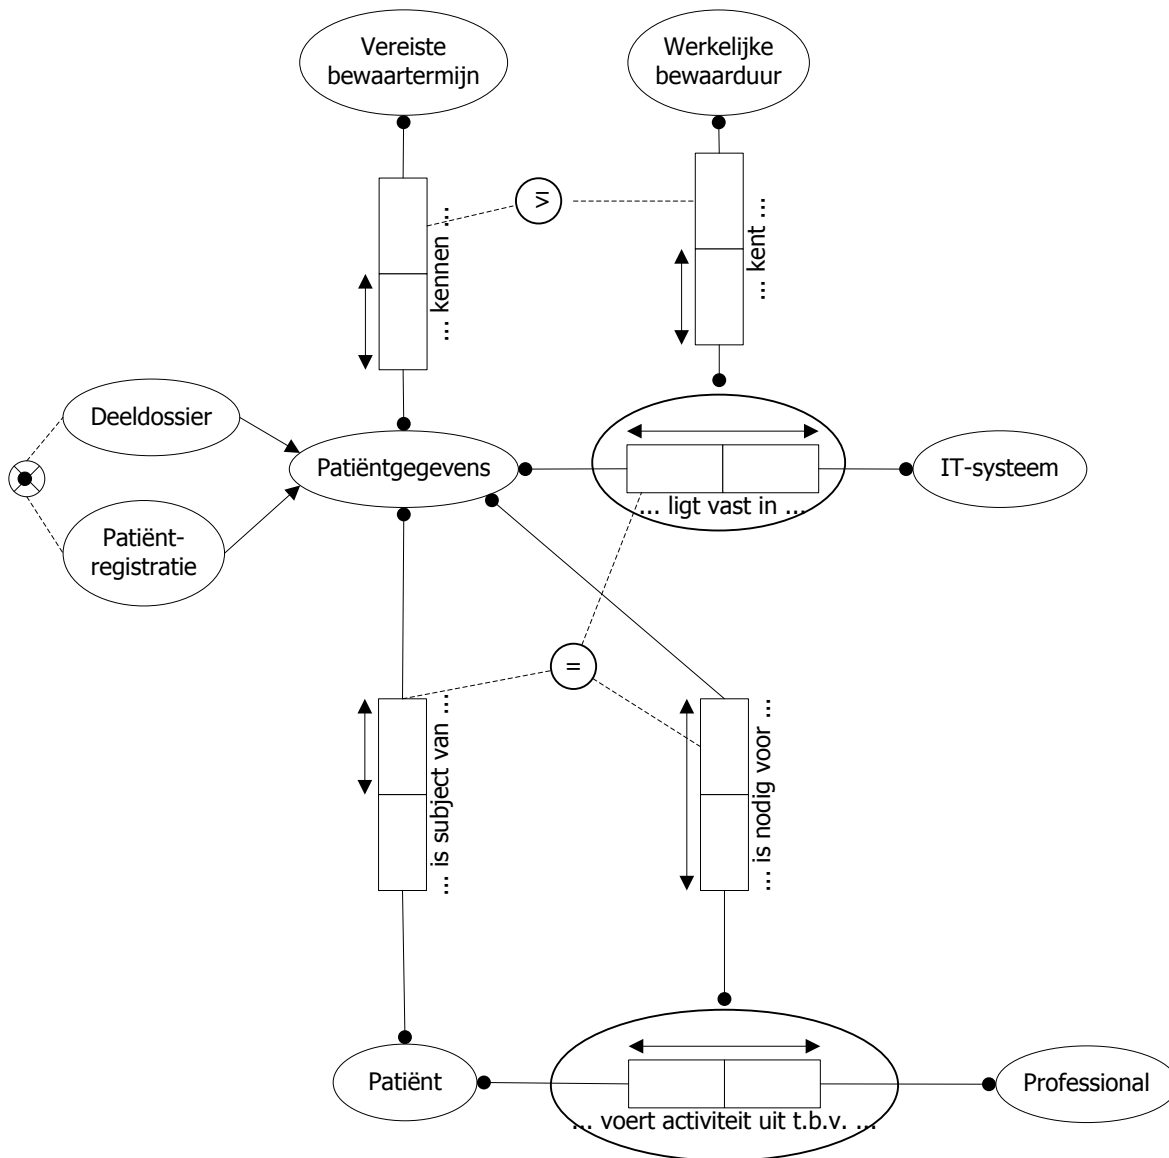 Vereiste
bewaartermijn
Werkelijke
bewaarduur
≤
... kennen ...
... kent ...
Deeldossier
Patiëntgegevens
IT-systeem
... ligt vast in ...
Patiënt-
registratie
=
... is subject van ...
... is nodig voor ...
Patiënt
Professional
... voert activiteit uit t.b.v. ...